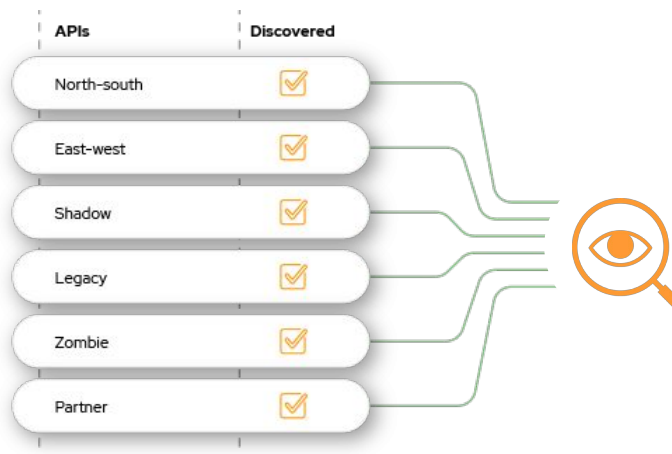 APIs Discovered
North-south
East-west
Shadow
Legacy
Zombie
Partner